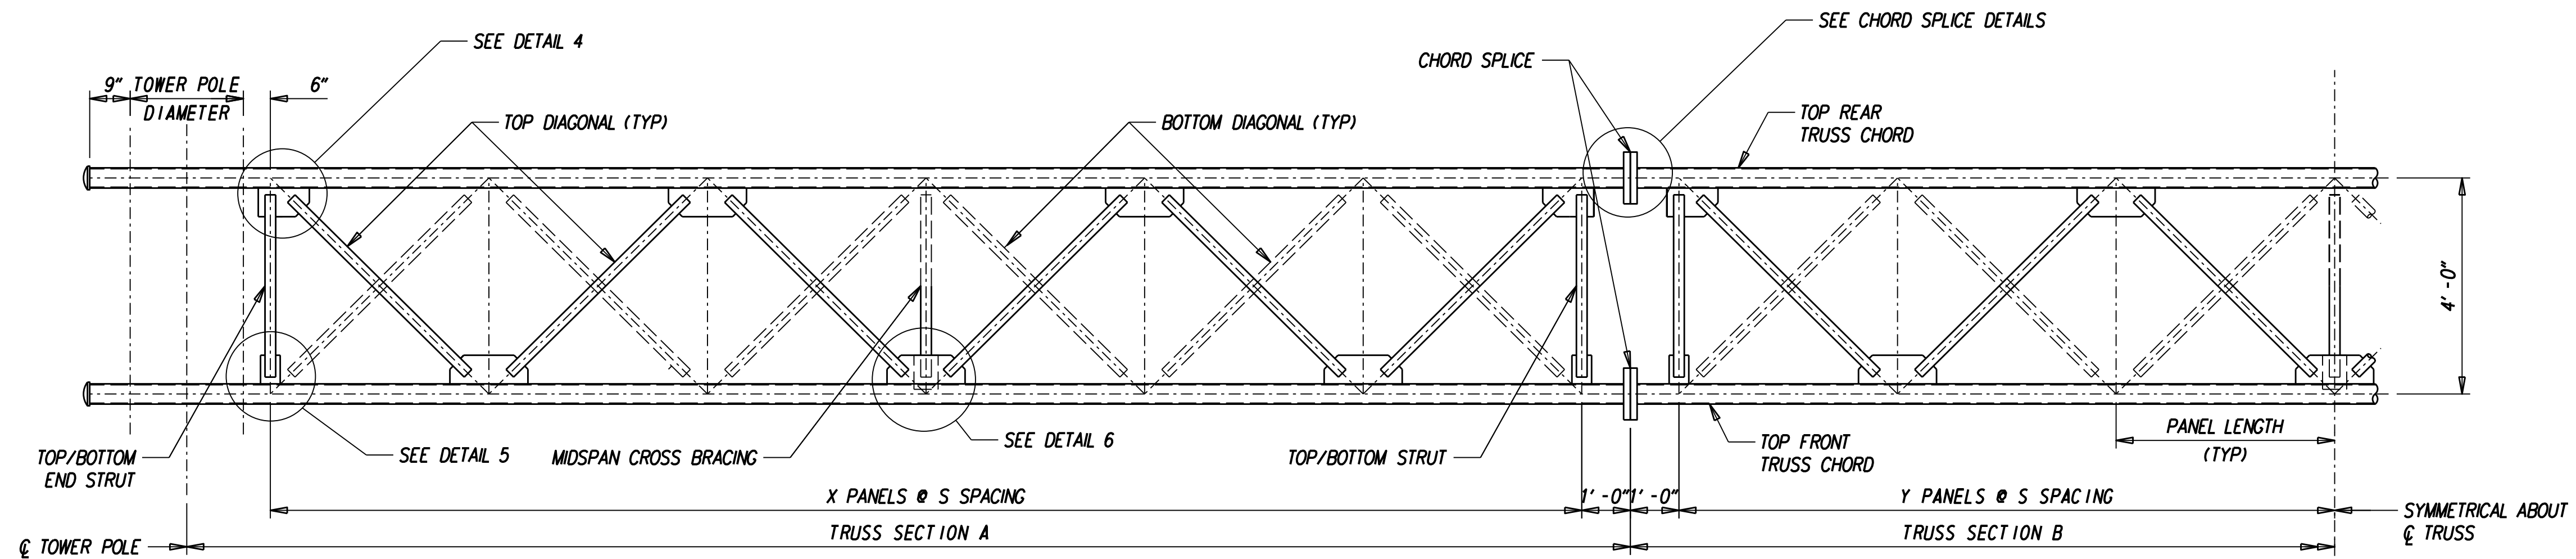 SEE CHORD SPLICE DETAILS
SEE DETAIL 4
CHORD SPLICE
9" TOWER POLE
DIAMETER
6"
TOP DIAGONAL (TYP)
BOTTOM DIAGONAL (TYP)
TOP REAR
TRUSS CHORD
4'-0"
TOP/BOTTOM
END STRUT
SEE DETAIL 5
MIDSPAN CROSS BRACING
SEE DETAIL 6
TOP/BOTTOM STRUT
TOP FRONT
TRUSS CHORD
PANEL LENGTH
(TYP)
X PANELS @ S SPACING
1'-0"
1'-0"
Y PANELS @ S SPACING
SYMMETRICAL ABOUT
℄ TRUSS
℄ TOWER POLE
TRUSS SECTION A
TRUSS SECTION B